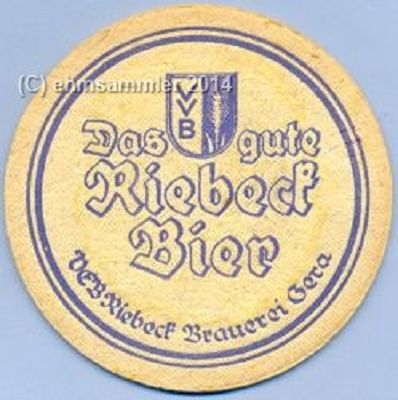 (C) ehmsammler 2014
VVB
Das gute
Riebeck
Bier
VEB Riebeck Brauerei Gera